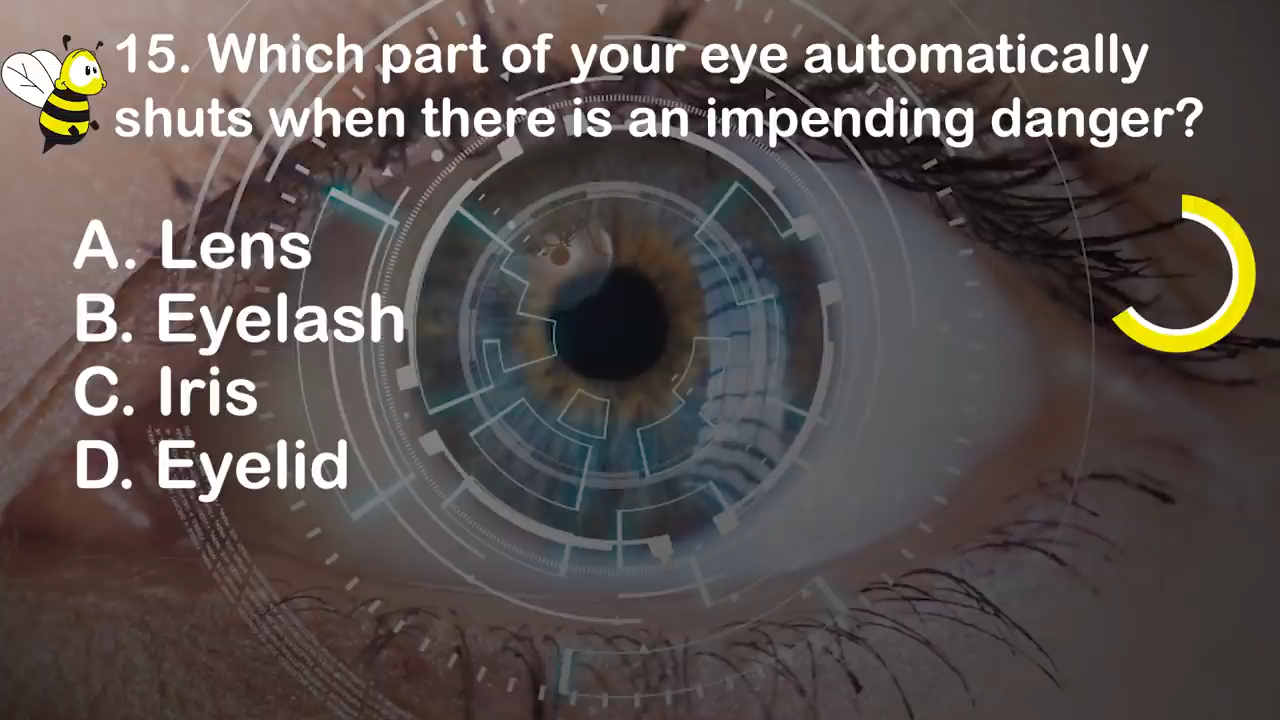 15. Which part of your eye automatically
shuts when there is an impending danger?
A. Lens
B. Eyelash
C. Iris
D. Eyelid